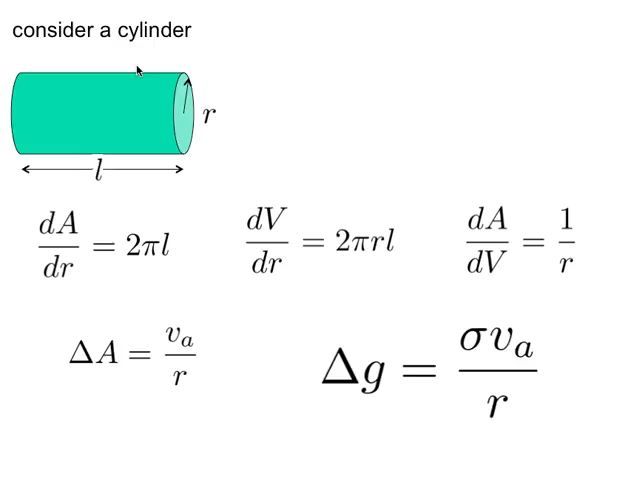 consider a cylinder
r
l
dA/dr = 2πl
dV/dr = 2πrl
dA/dV = 1/r
ΔA = v_a/r
Δg = σv_a/r